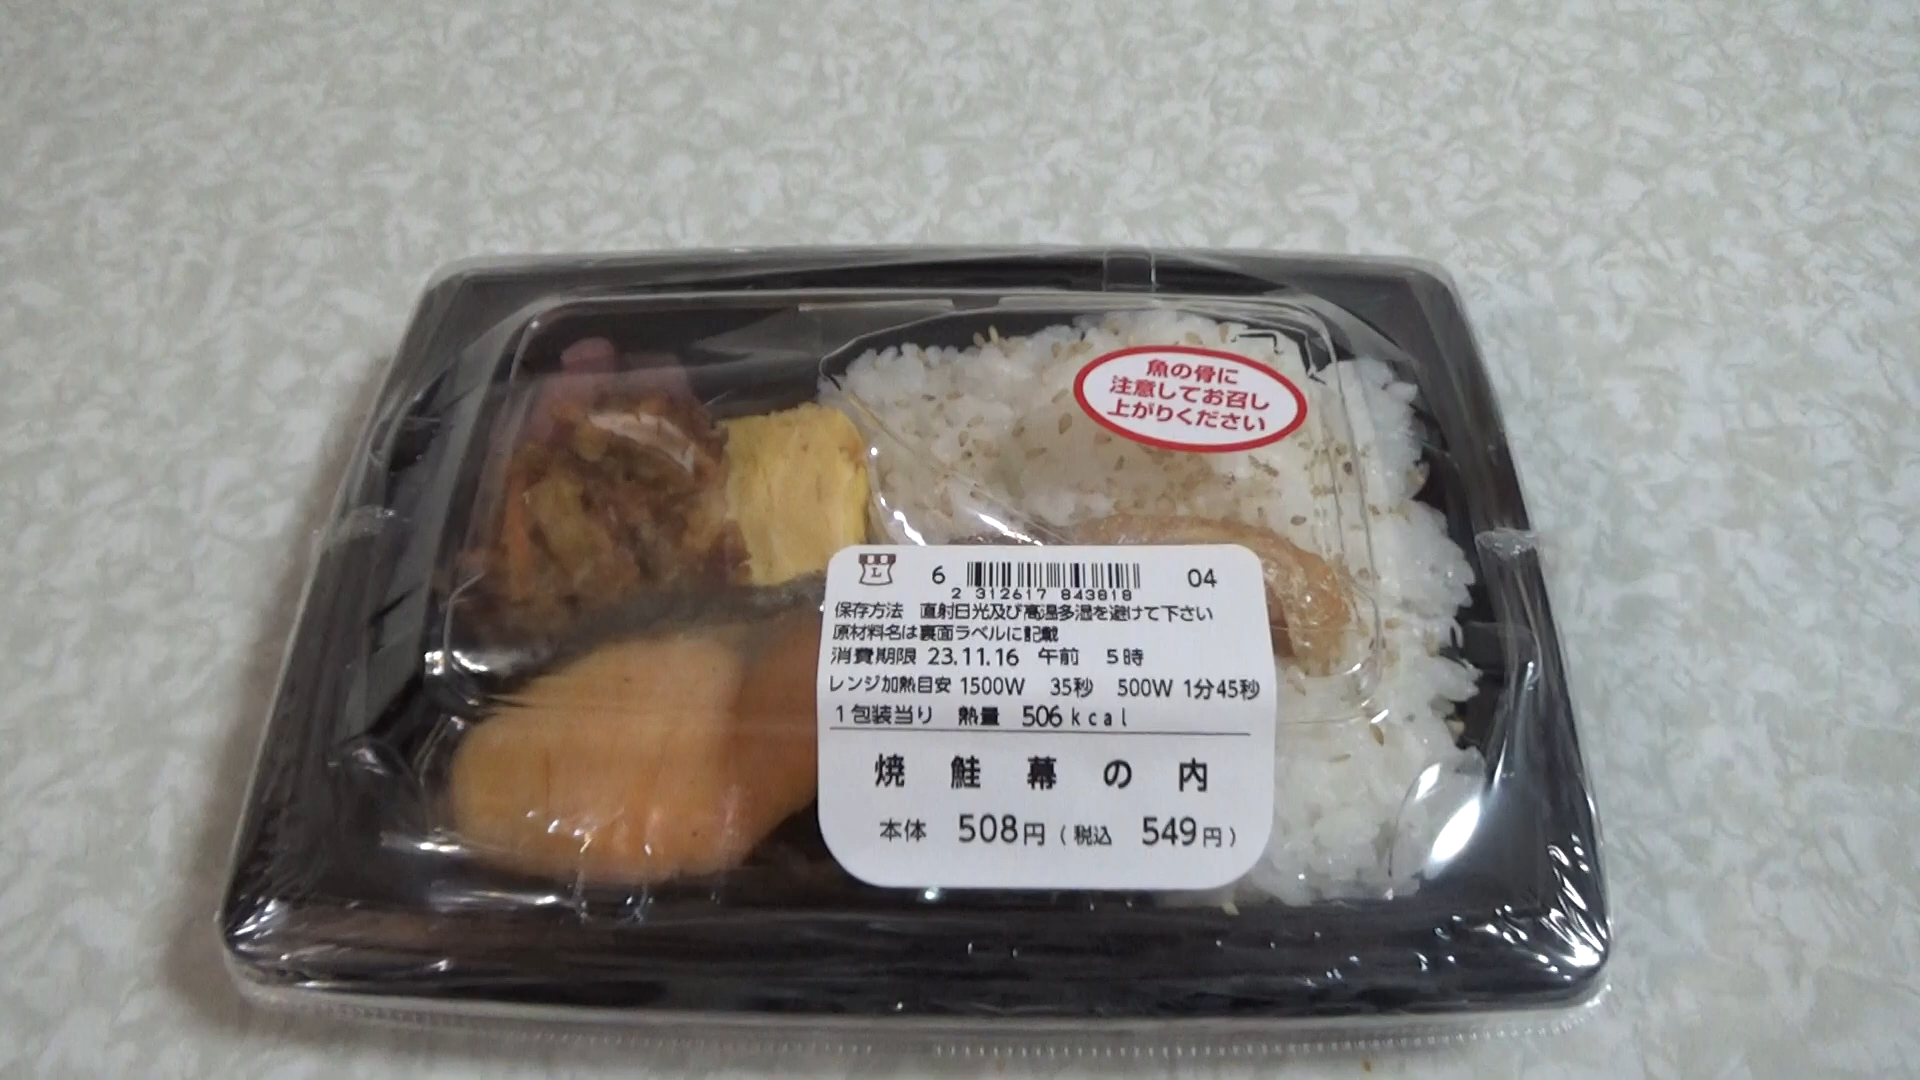 魚の骨に
注意してお召し
上がりください
L
6 04
2 312617 843818
保存方法 直射日光及び高温多湿を避けて下さい
原材料名は裏面ラベルに記載
消費期限 23.11.16 午前 5時
レンジ加熱目安 1500W 35秒 500W 1分45秒
1包装当り 熱量 506kcal
焼鮭幕の内
本体 508円(税込 549円)